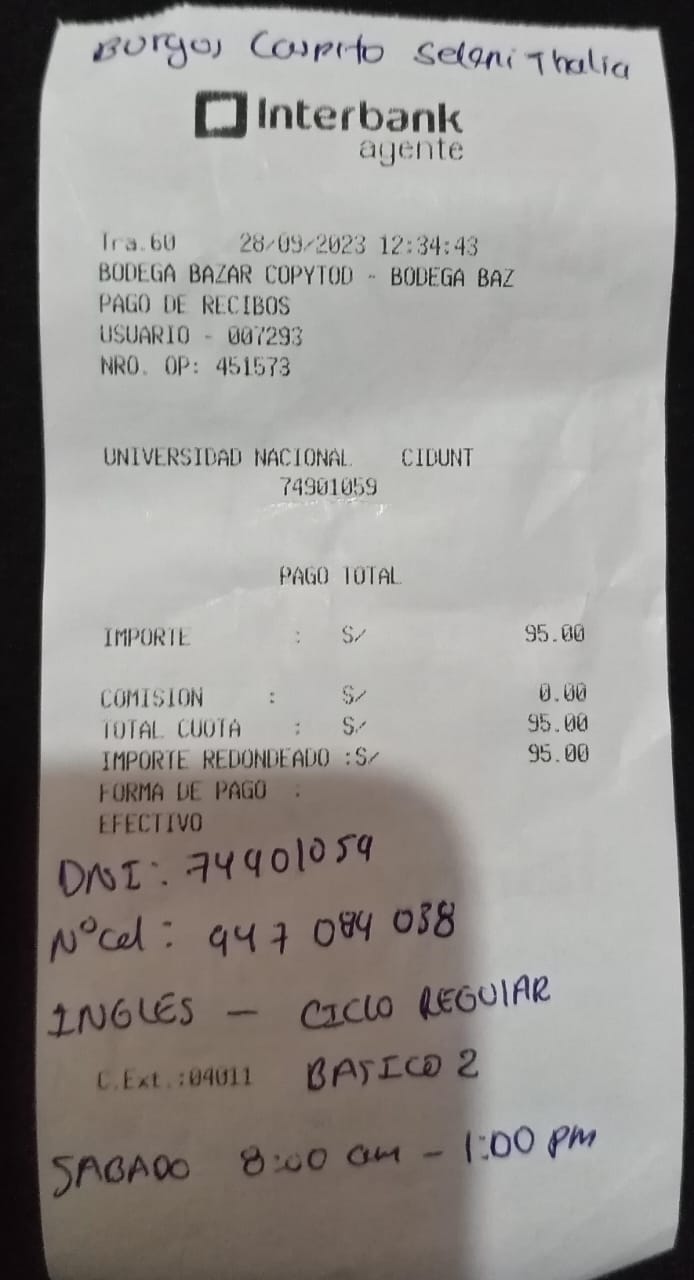 Burgos Caspito Seleni Thalia
Interbank
agente
Tra.60 28/09/2023 12:34:43
BODEGA BAZAR COPYTOD - BODEGA BAZ
PAGO DE RECIBOS
USUARIO - 007293
NRO. OP: 451573
UNIVERSIDAD NACIONAL CIDUNT
74901059
PAGO TOTAL
IMPORTE : S/ 95.00
COMISION : S/ 0.00
TOTAL CUOTA : S/ 95.00
IMPORTE REDONDEADO :S/ 95.00
FORMA DE PAGO :
EFECTIVO
DNI: 74901059
N°cel: 947 084 038
INGLES - CICLO REGULAR
C.Ext.:04011 BASICO 2
SABADO 8:00 am - 1:00 PM